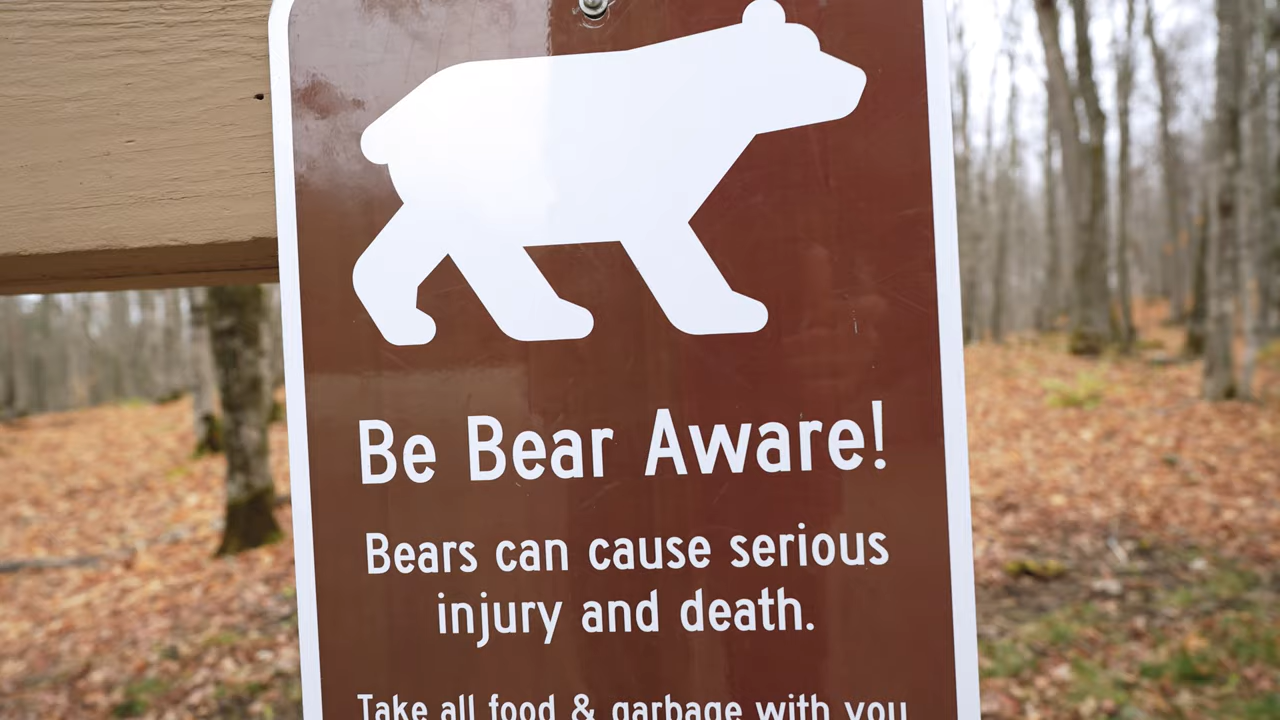 Be Bear Aware!
Bears can cause serious
injury and death.
Take all food & garbage with you